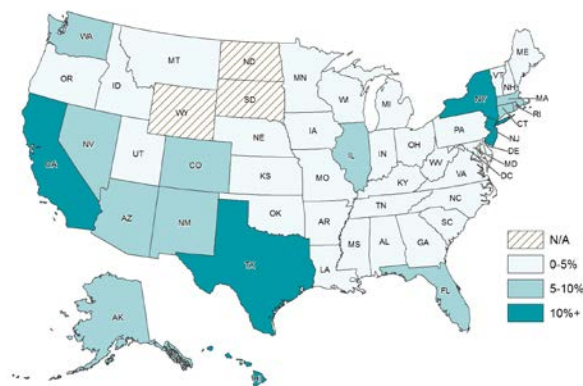 WA
MT
ND
MN
ME
VT
NH
OR
ID
WY
SD
WI
MI
NY
MA
RI
CT
NV
UT
CO
NE
IA
IL
IN
OH
PA
NJ
DE
MD
DC
CA
KS
MO
KY
WV
VA
AZ
NM
OK
AR
TN
NC
SC
TX
LA
MS
AL
GA
FL
AK
N/A
0-5%
5-10%
10%+